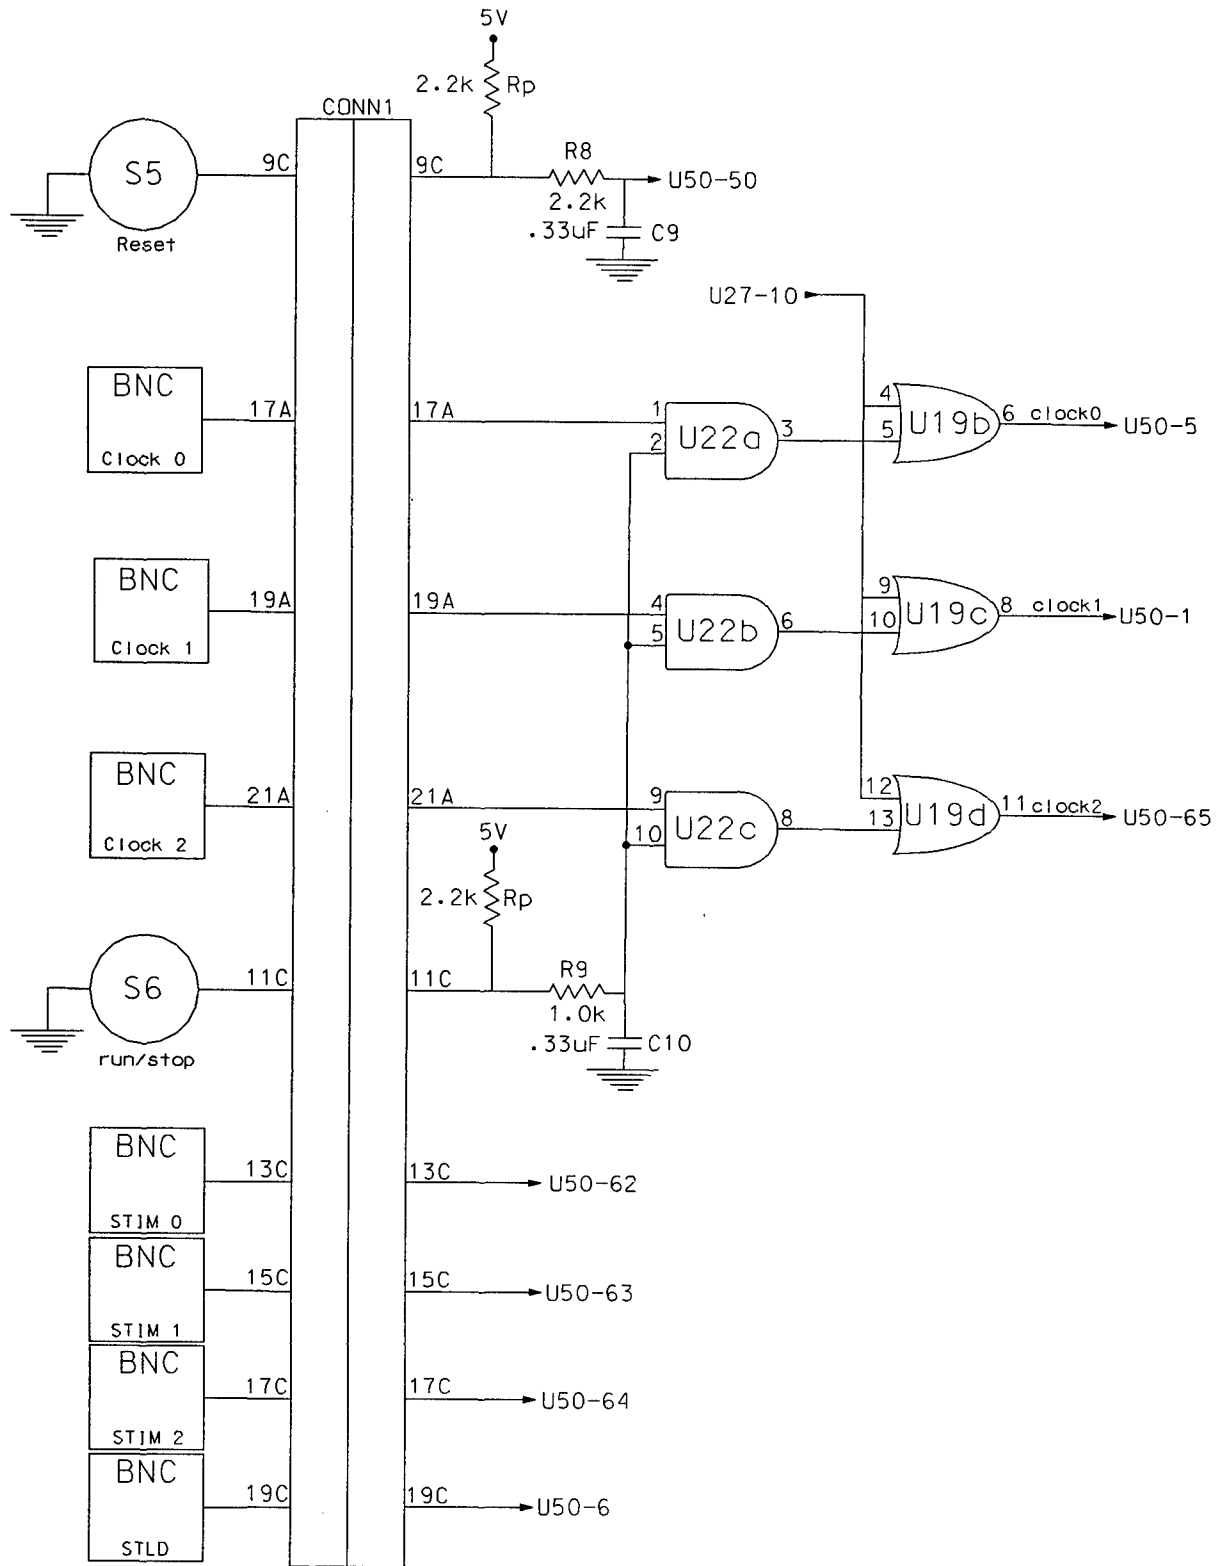 5V
2.2k Rp
CONN1
S5
9C
9C
R8
2.2k
U50-50
Reset
.33uF C9
U27-10
BNC
17A
17A
Clock 0
1
2
U22a
3
4
5
U19b
6 clock0
U50-5
BNC
19A
19A
Clock 1
4
5
U22b
6
9
10
U19c
8 clock1
U50-1
BNC
21A
21A
Clock 2
9
10
U22c
8
12
13
U19d
11 clock2
U50-65
5V
2.2k Rp
S6
11C
11C
R9
1.0k
run/stop
.33uF C10
BNC
13C
13C
U50-62
STIM 0
BNC
15C
15C
U50-63
STIM 1
BNC
17C
17C
U50-64
STIM 2
BNC
19C
19C
U50-6
STLD